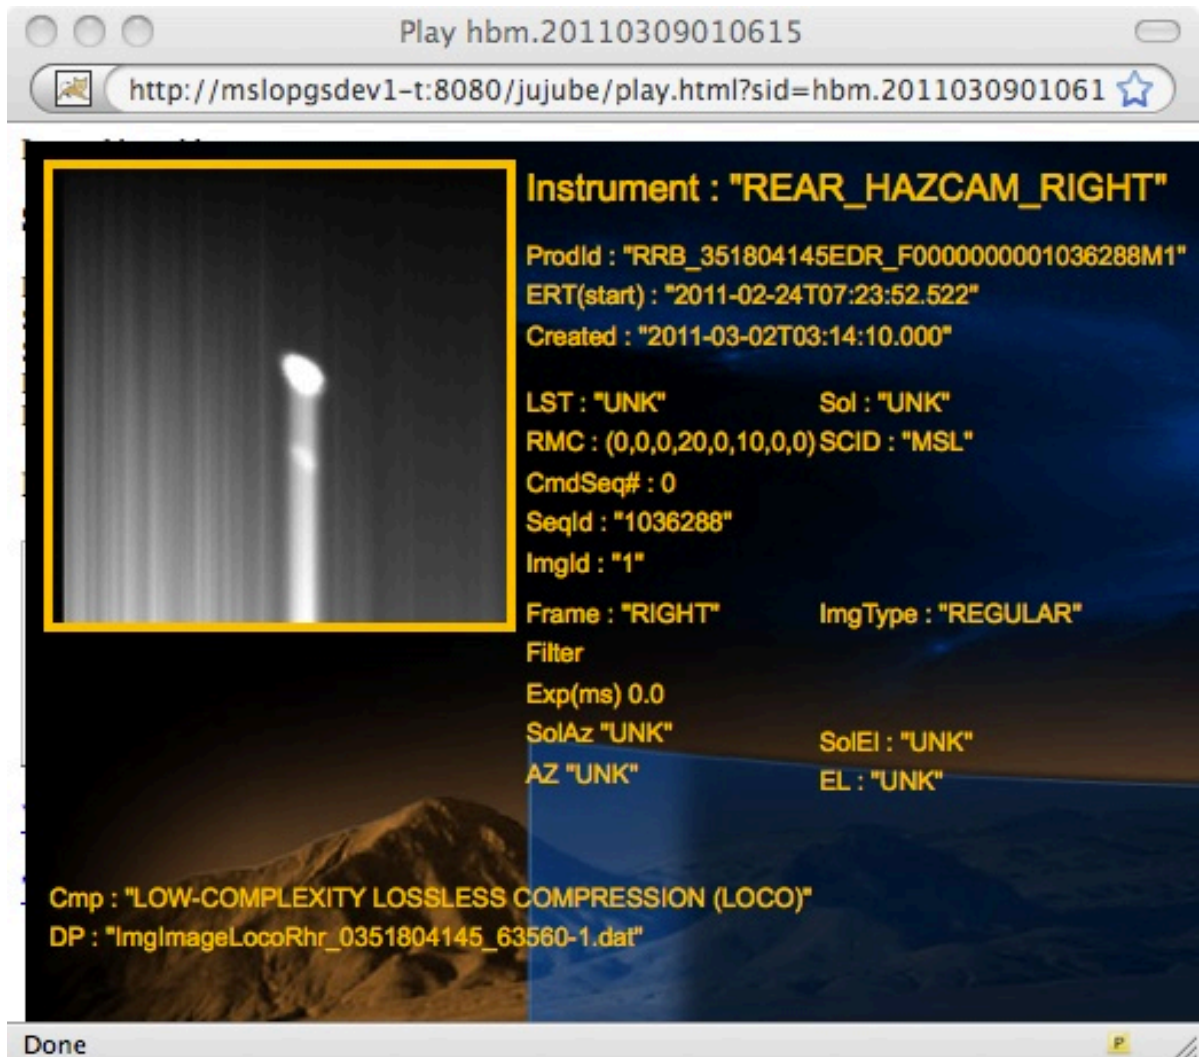 Play hbm.20110309010615
http://mslopgsdev1-t:8080/jujube/play.html?sid=hbm.2011030901061
Instrument : "REAR_HAZCAM_RIGHT"
ProdId : "RRB_351804145EDR_F0000000001036288M1"
ERT(start) : "2011-02-24T07:23:52.522"
Created : "2011-03-02T03:14:10.000"
LST : "UNK" Sol : "UNK"
RMC : (0,0,0,20,0,10,0,0) SCID : "MSL"
CmdSeq# : 0
SeqId : "1036288"
ImgId : "1"
Frame : "RIGHT" ImgType : "REGULAR"
Filter
Exp(ms) 0.0
SolAz "UNK" SolEl : "UNK"
AZ "UNK" EL : "UNK"
Cmp : "LOW-COMPLEXITY LOSSLESS COMPRESSION (LOCO)"
DP : "ImgImageLocoRhr_0351804145_63560-1.dat"
Done
P